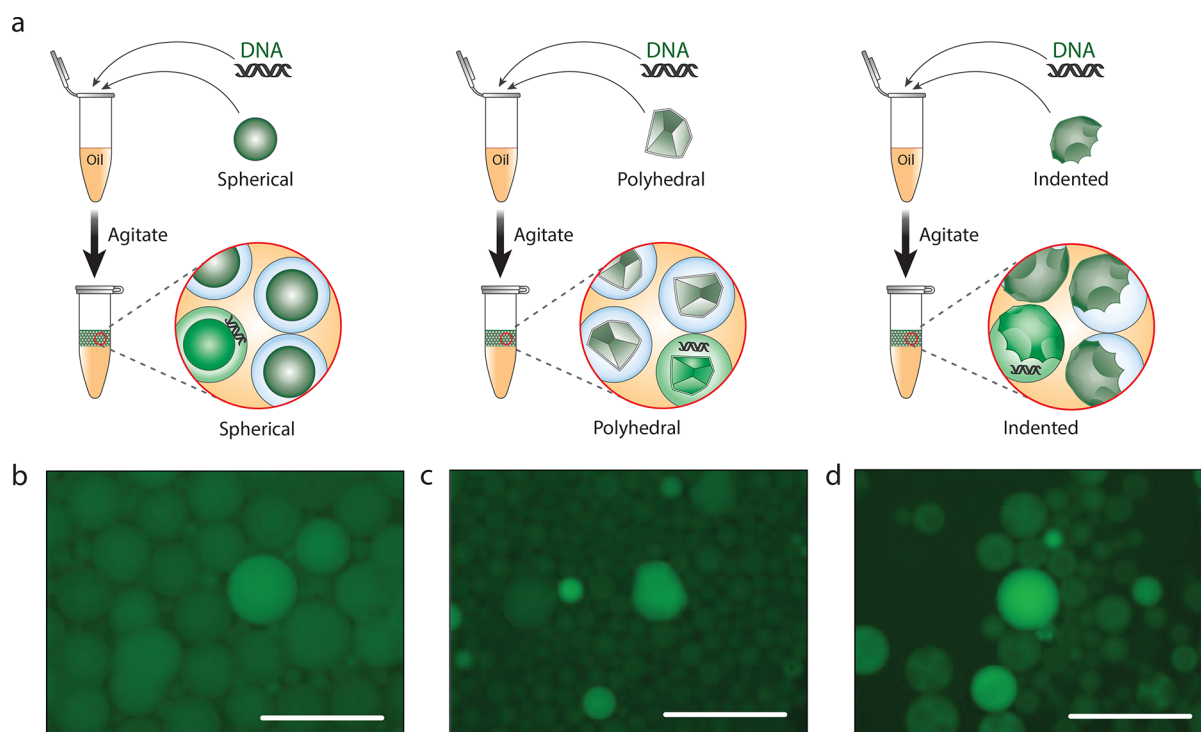 a
DNA
DNA
DNA
Oil
Spherical
Oil
Polyhedral
Oil
Indented
Agitate
Agitate
Agitate
Spherical
Polyhedral
Indented
b
c
d